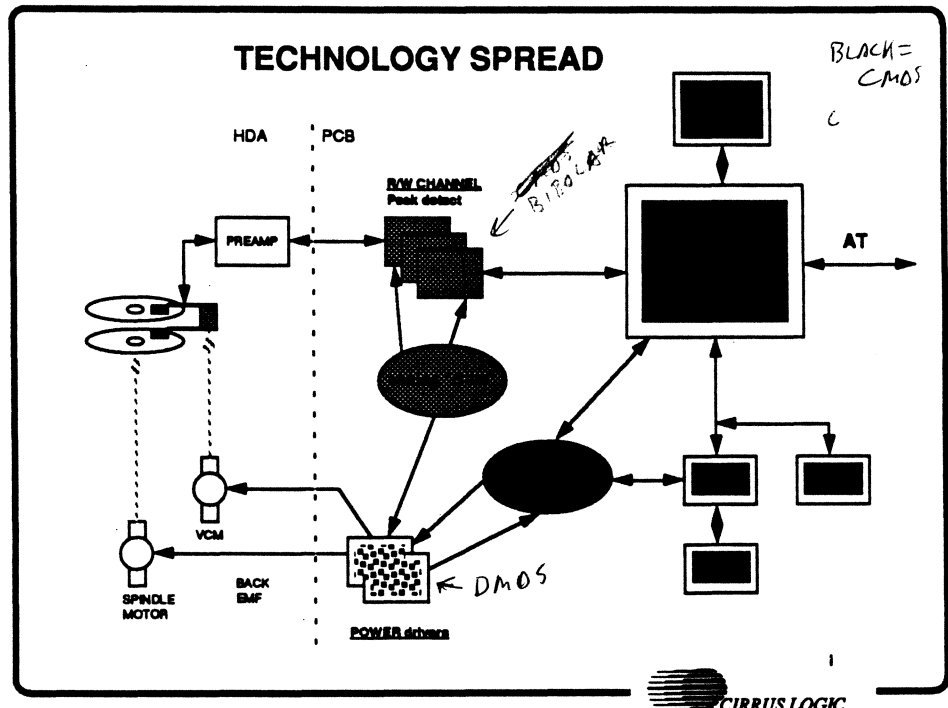 TECHNOLOGY SPREAD
BLACK =
CMOS
C
HDA
PCB
BIPOLAR
R/W CHANNEL
Peak detect
PREAMP
AT
VCM
DMOS
SPINDLE
MOTOR
BACK
EMF
POWER drivers
CIRRUS LOGIC